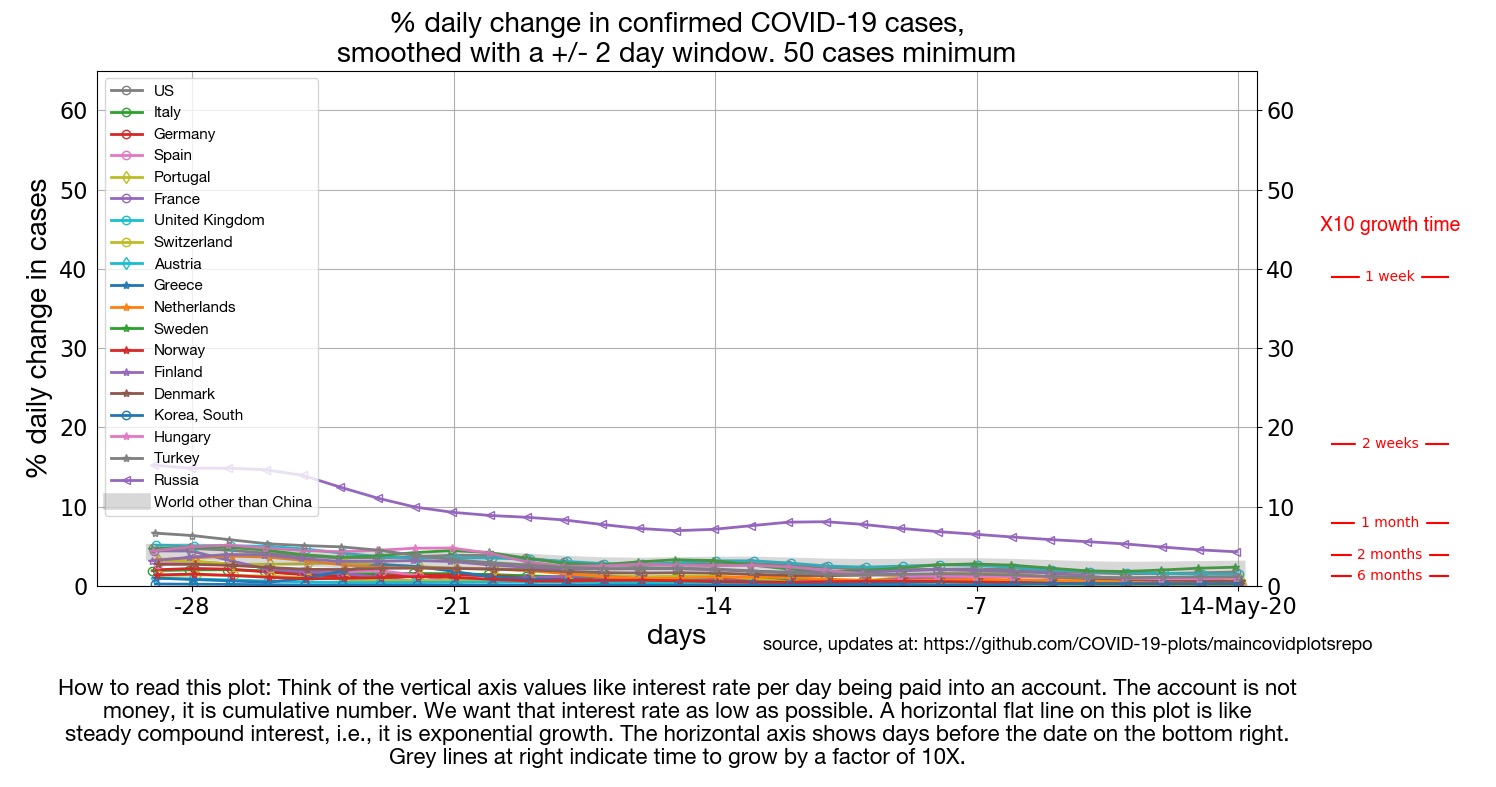 % daily change in confirmed COVID-19 cases,
smoothed with a +/- 2 day window. 50 cases minimum
% daily change in cases
60
50
40
30
20
10
0
US
Italy
Germany
Spain
Portugal
France
United Kingdom
Switzerland
Austria
Greece
Netherlands
Sweden
Norway
Finland
Denmark
Korea, South
Hungary
Turkey
Russia
World other than China
60
50
40
30
20
10
0
X10 growth time
1 week
2 weeks
1 month
2 months
6 months
-28
-21
-14
-7
14-May-20
days
source, updates at: https://github.com/COVID-19-plots/maincovidplotsrepo
How to read this plot: Think of the vertical axis values like interest rate per day being paid into an account. The account is not
money, it is cumulative number. We want that interest rate as low as possible. A horizontal flat line on this plot is like
steady compound interest, i.e., it is exponential growth. The horizontal axis shows days before the date on the bottom right.
Grey lines at right indicate time to grow by a factor of 10X.